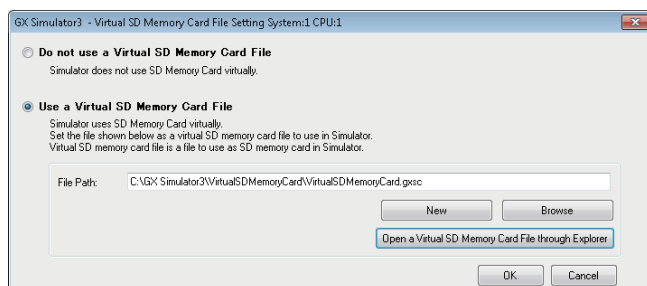 GX Simulator3 - Virtual SD Memory Card File Setting System:1 CPU:1
Do not use a Virtual SD Memory Card File
Simulator does not use SD Memory Card virtually.
Use a Virtual SD Memory Card File
Simulator uses SD Memory Card virtually.
Set the file shown below as a virtual SD memory card file to use in Simulator.
Virtual SD memory card file is a file to use as SD memory card in Simulator.
File Path: C:\GX Simulator3\VirtualSDMemoryCard\VirtualSDMemoryCard.gxsc
New Browse
Open a Virtual SD Memory Card File through Explorer
OK Cancel